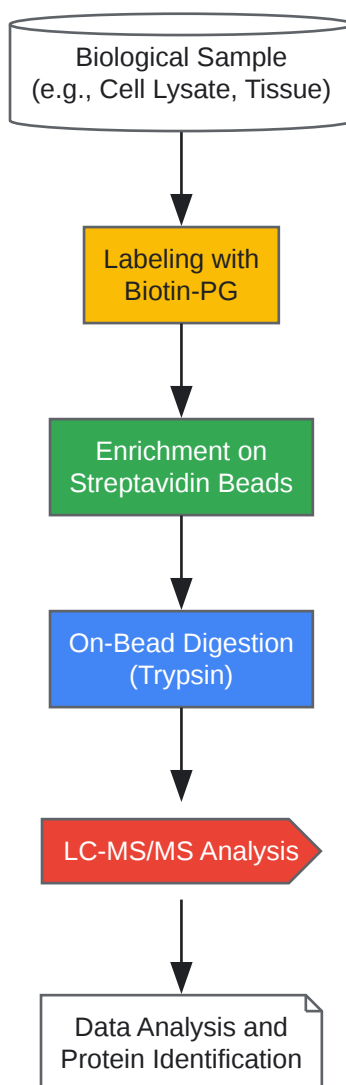 Biological Sample
(e.g., Cell Lysate, Tissue)
Labeling with
Biotin-PG
Enrichment on
Streptavidin Beads
On-Bead Digestion
(Trypsin)
LC-MS/MS Analysis
Data Analysis and
Protein Identification